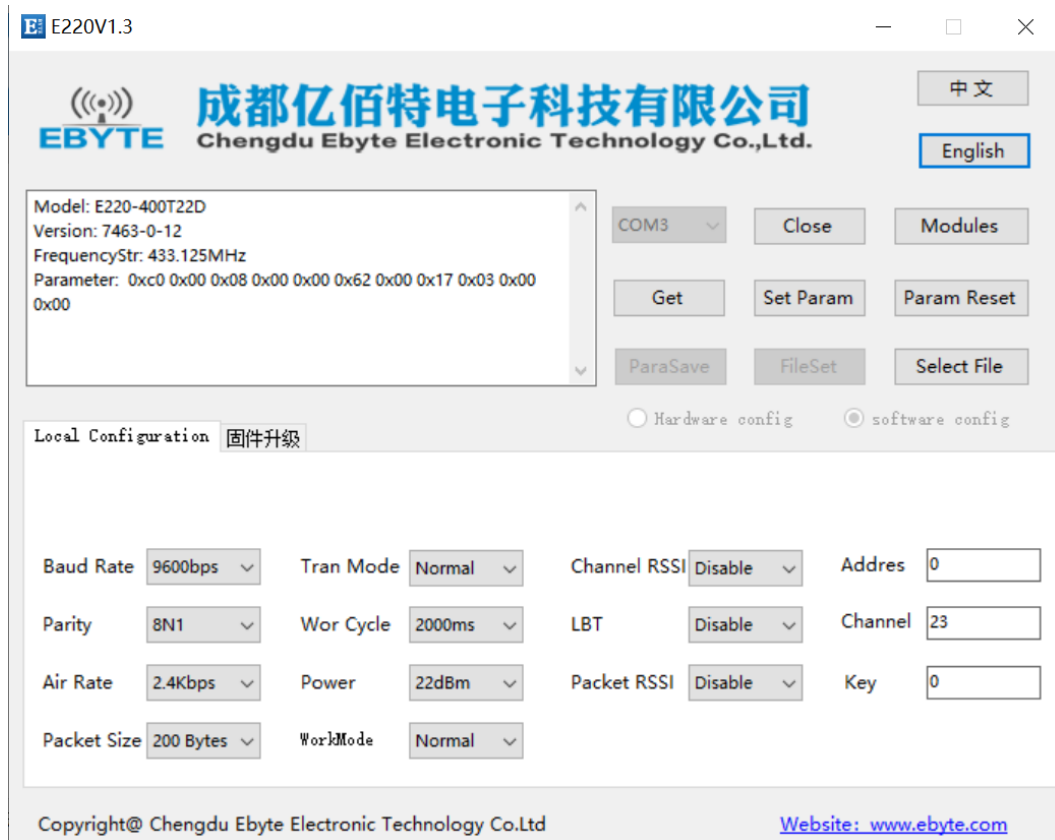 E220V1.3
中 文
EBYTE
成都亿佰特电子科技有限公司
Chengdu Ebyte Electronic Technology Co.,Ltd.
English
Model: E220-400T22D
Version: 7463-0-12
FrequencyStr: 433.125MHz
Parameter: 0xc0 0x00 0x08 0x00 0x00 0x62 0x00 0x17 0x03 0x00
0x00
COM3 Close Modules
Get Set Param Param Reset
ParaSave FileSet Select File
Hardware config software config
Local Configuration 固件升级
Baud Rate 9600bps Tran Mode Normal Channel RSSI Disable Addres 0
Parity 8N1 Wor Cycle 2000ms LBT Disable Channel 23
Air Rate 2.4Kbps Power 22dBm Packet RSSI Disable Key 0
Packet Size 200 Bytes WorkMode Normal
Copyright@ Chengdu Ebyte Electronic Technology Co.Ltd Website: www.ebyte.com